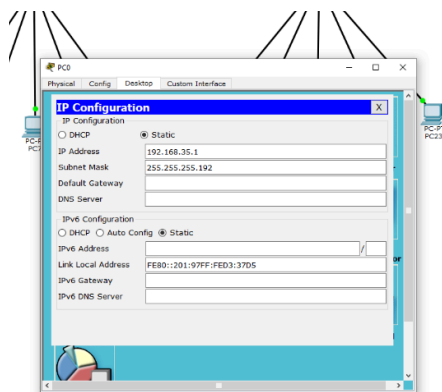 PC0
Physical Config Desktop Custom Interface
IP Configuration X
IP Configuration
DHCP Static
IP Address 192.168.35.1
Subnet Mask 255.255.255.192
Default Gateway
DNS Server
IPv6 Configuration
DHCP Auto Config Static
IPv6 Address /
Link Local Address FE80::201:97FF:FED3:37D5
IPv6 Gateway
IPv6 DNS Server
PC-PT
PC23
or